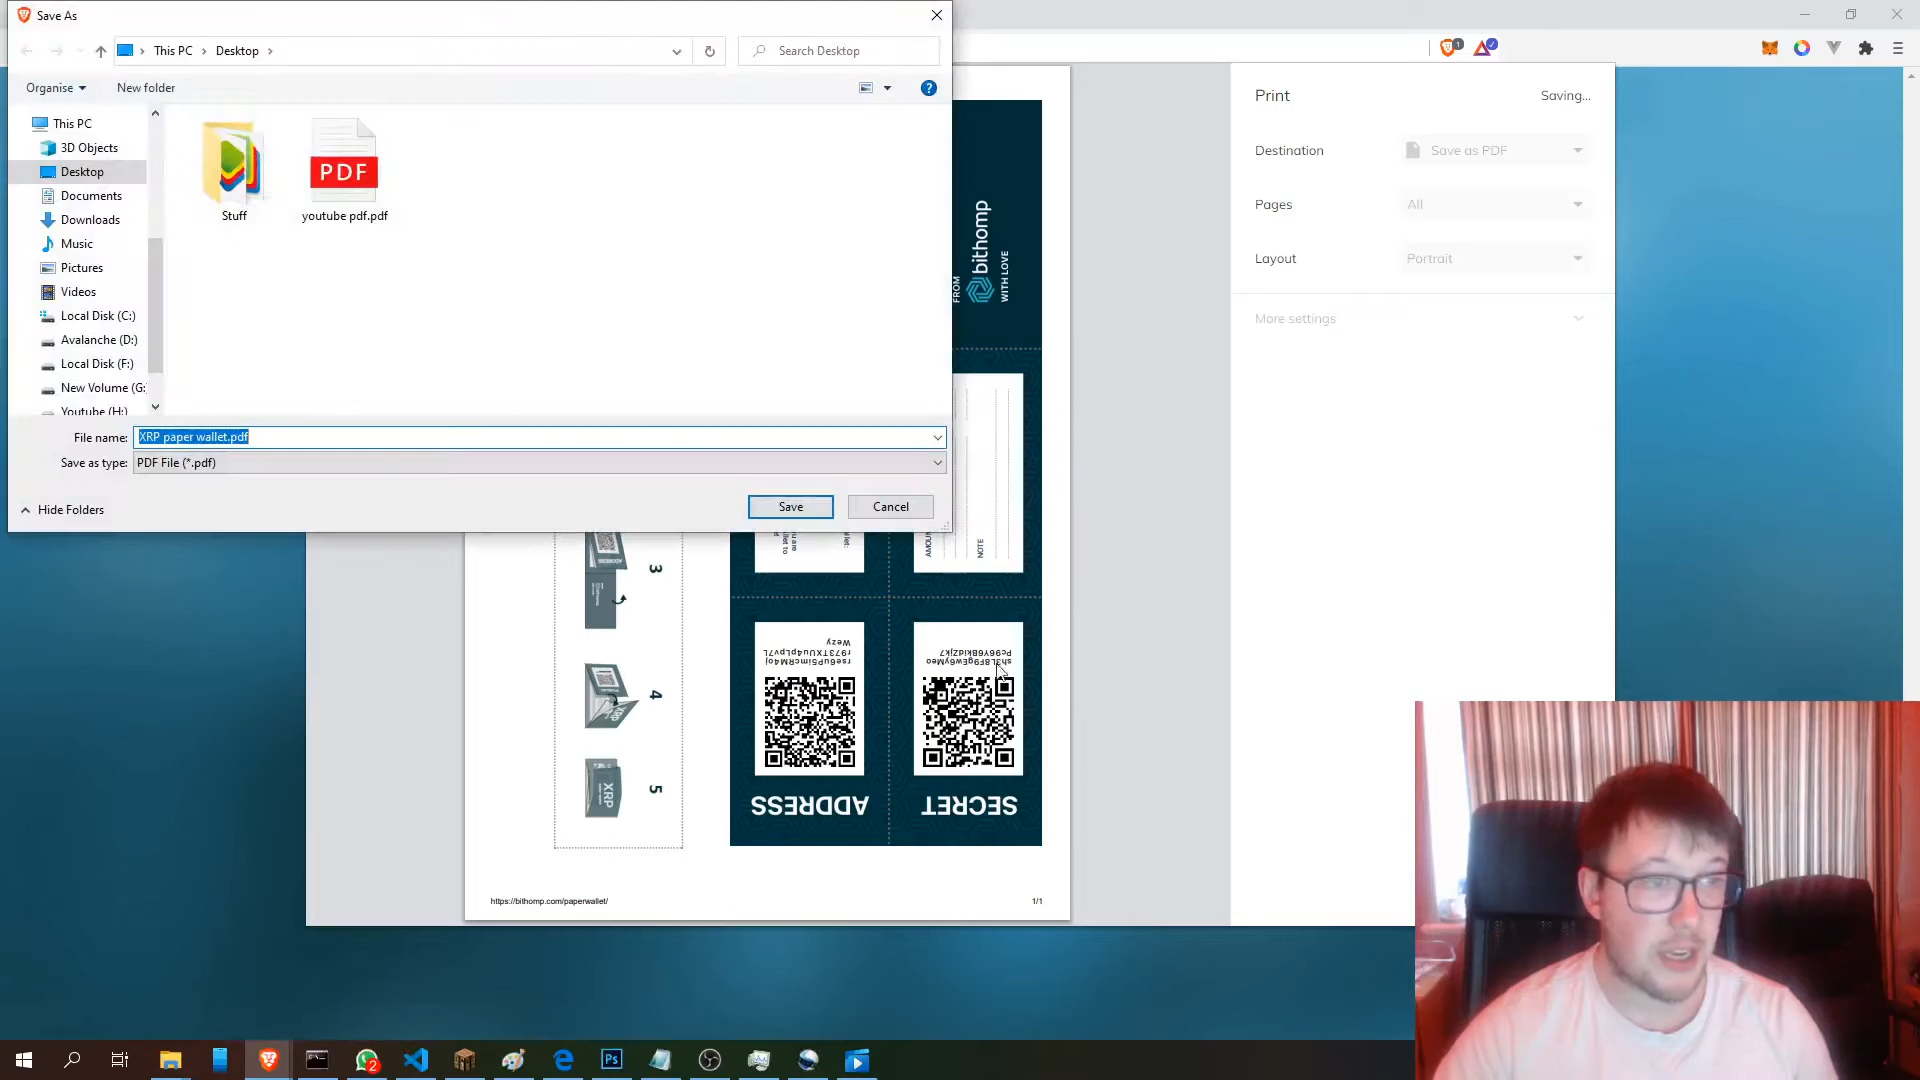 Save As
This PC
Desktop
Search Desktop
Organise
New folder
This PC
3D Objects
Desktop
Documents
Downloads
Music
Pictures
Videos
Local Disk (C:)
Avalanche (D:)
Local Disk (F:)
New Volume (G:
Youtube (H:)
Stuff
PDF
youtube pdf.pdf
File name:
XRP paper wallet.pdf
Save as type:
PDF File (*.pdf)
Hide Folders
Save
Cancel
1
Print
Saving...
Destination
Save as PDF
Pages
All
Layout
Portrait
More settings
FROM
bithomp
WITH LOVE
NOTE
3
4
XRP
5
ADDRESS
SECRET
https://bithomp.com/paperwallet/
1/1
2
Ps